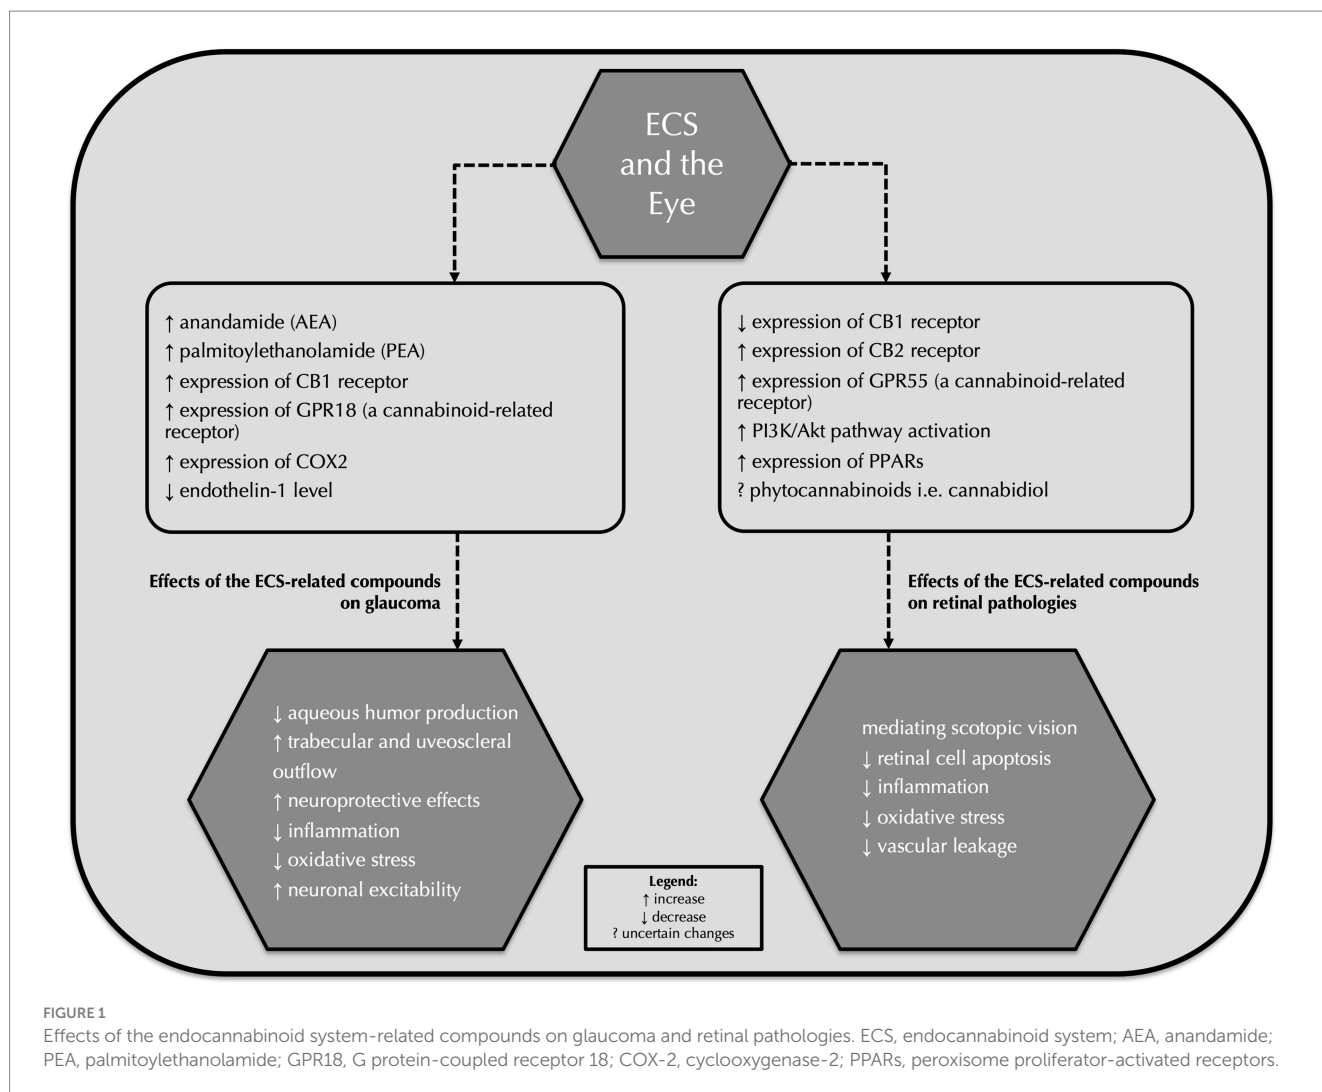 ECS
and the
Eye
↑ anandamide (AEA)
↑ palmitoylethanolamide (PEA)
↑ expression of CB1 receptor
↑ expression of GPR18 (a cannabinoid-related
receptor)
↑ expression of COX2
↓ endothelin-1 level
↓ expression of CB1 receptor
↑ expression of CB2 receptor
↑ expression of GPR55 (a cannabinoid-related
receptor)
↑ PI3K/Akt pathway activation
↑ expression of PPARs
? phytocannabinoids i.e. cannabidiol
Effects of the ECS-related compounds
on glaucoma
Effects of the ECS-related compounds
on retinal pathologies
↓ aqueous humor production
↑ trabecular and uveoscleral
outflow
↑ neuroprotective effects
↓ inflammation
↓ oxidative stress
↑ neuronal excitability
mediating scotopic vision
↓ retinal cell apoptosis
↓ inflammation
↓ oxidative stress
↓ vascular leakage
Legend:
↑ increase
↓ decrease
? uncertain changes
FIGURE 1
Effects of the endocannabinoid system-related compounds on glaucoma and retinal pathologies. ECS, endocannabinoid system; AEA, anandamide;
PEA, palmitoylethanolamide; GPR18, G protein-coupled receptor 18; COX-2, cyclooxygenase-2; PPARs, peroxisome proliferator-activated receptors.